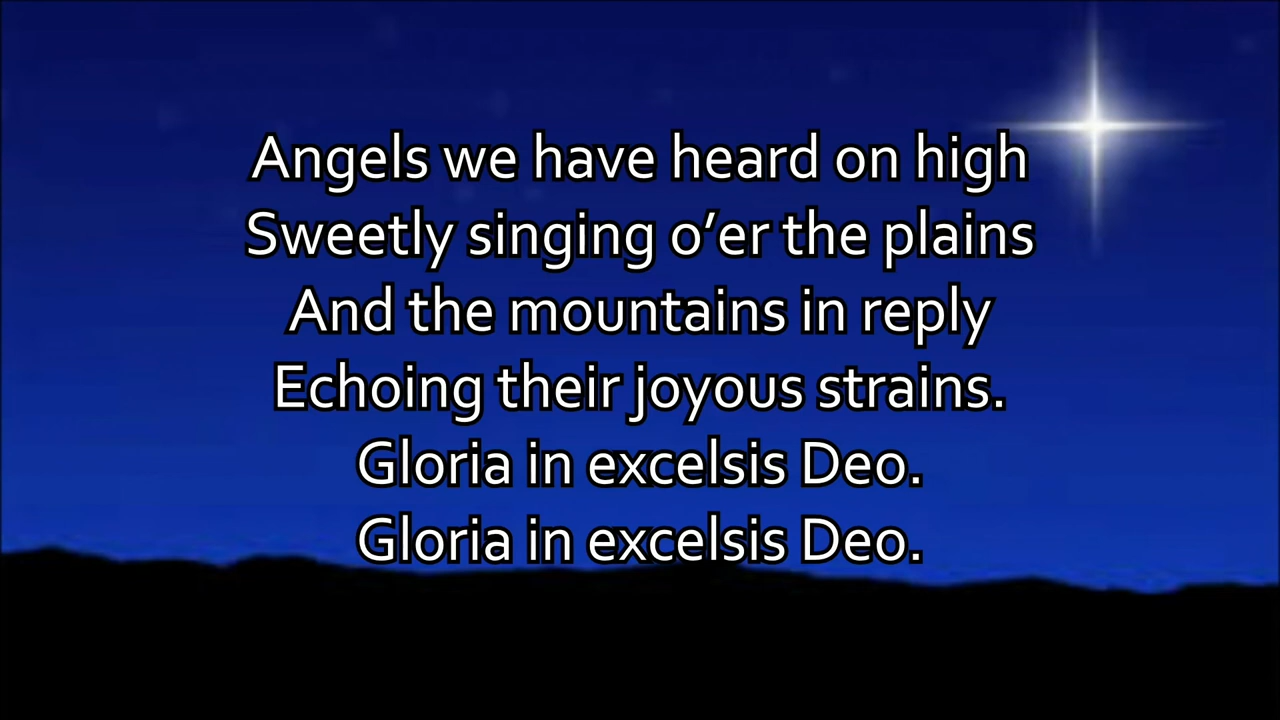 Angels we have heard on high
Sweetly singing o’er the plains
And the mountains in reply
Echoing their joyous strains.
Gloria in excelsis Deo.
Gloria in excelsis Deo.